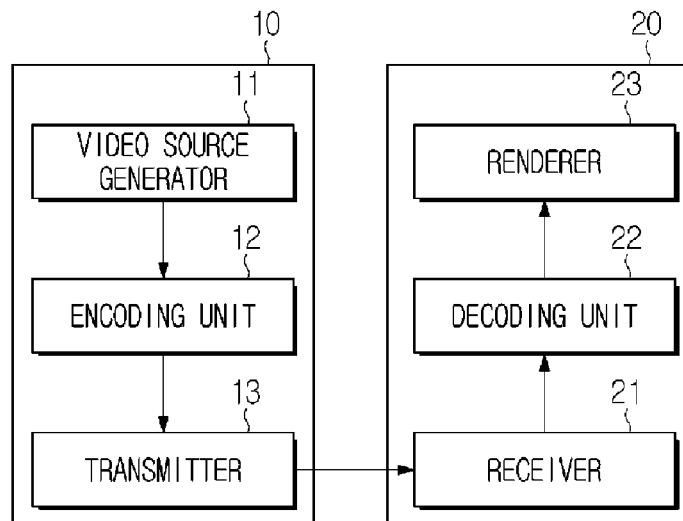 10
11
VIDEO SOURCE
GENERATOR
12
ENCODING UNIT
13
TRANSMITTER
20
23
RENDERER
22
DECODING UNIT
21
RECEIVER